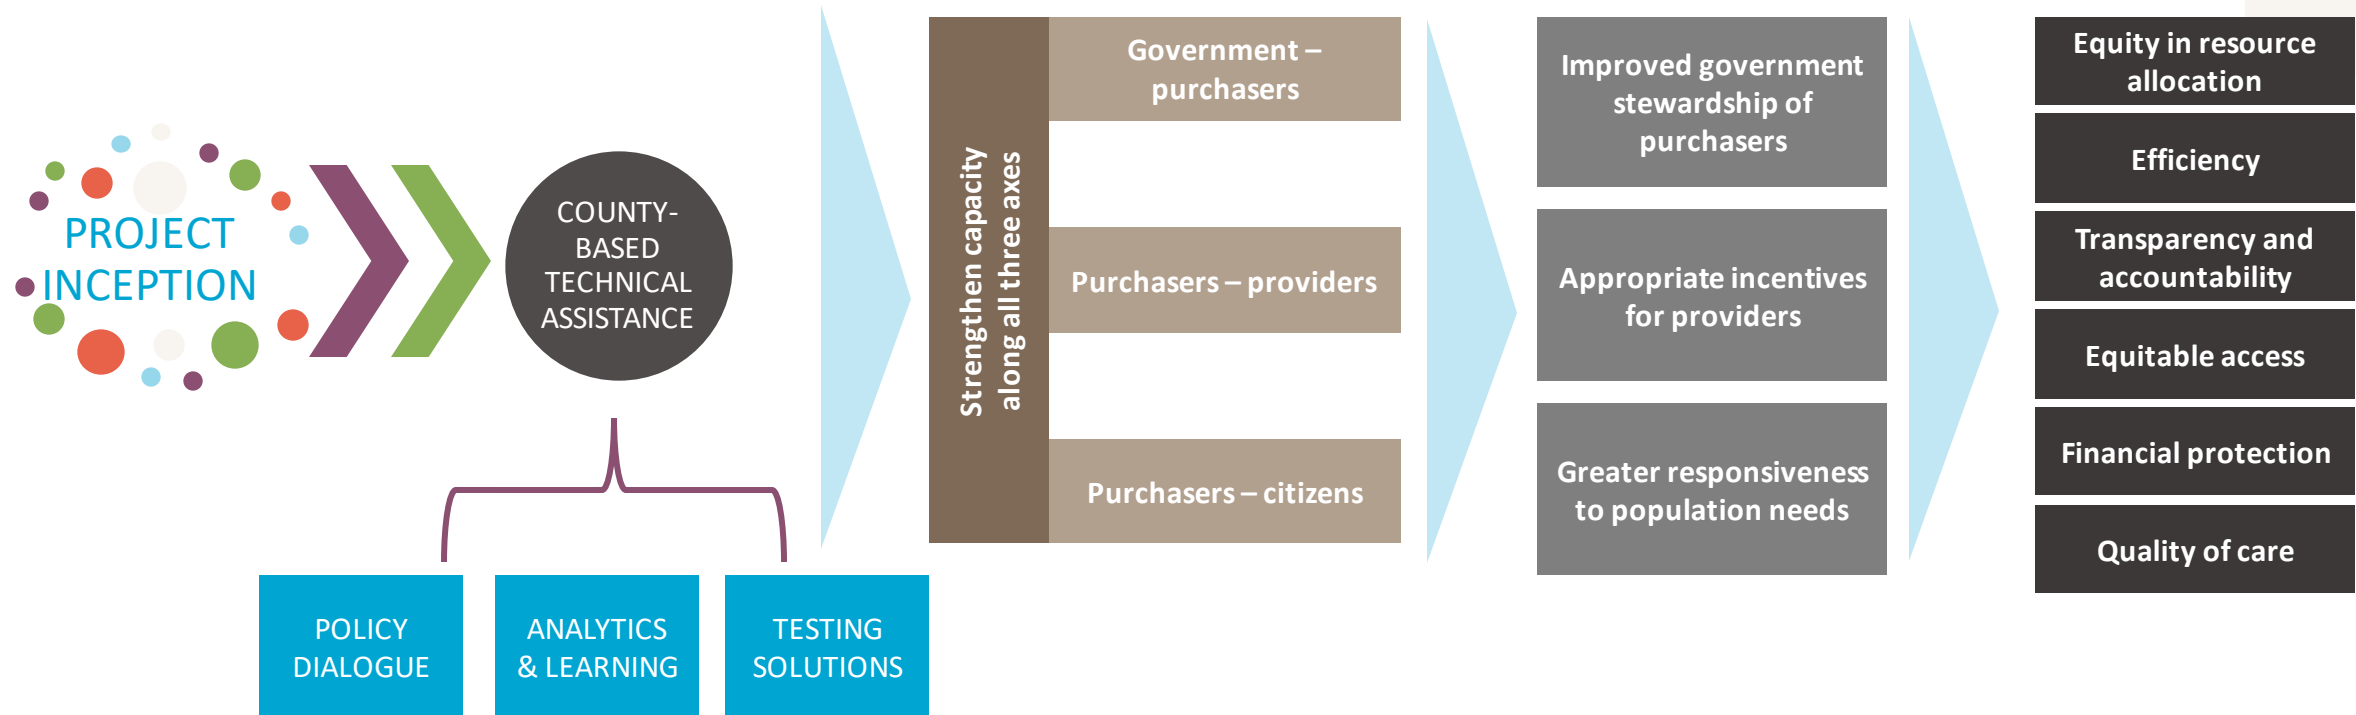 PROJECT
INCEPTION
COUNTY-
BASED
TECHNICAL
ASSISTANCE
POLICY
DIALOGUE
ANALYTICS
& LEARNING
TESTING
SOLUTIONS
Strengthen capacity
along all three axes
Government –
purchasers
Purchasers – providers
Purchasers – citizens
Improved government
stewardship of
purchasers
Appropriate incentives
for providers
Greater responsiveness
to population needs
Equity in resource
allocation
Efficiency
Transparency and
accountability
Equitable access
Financial protection
Quality of care